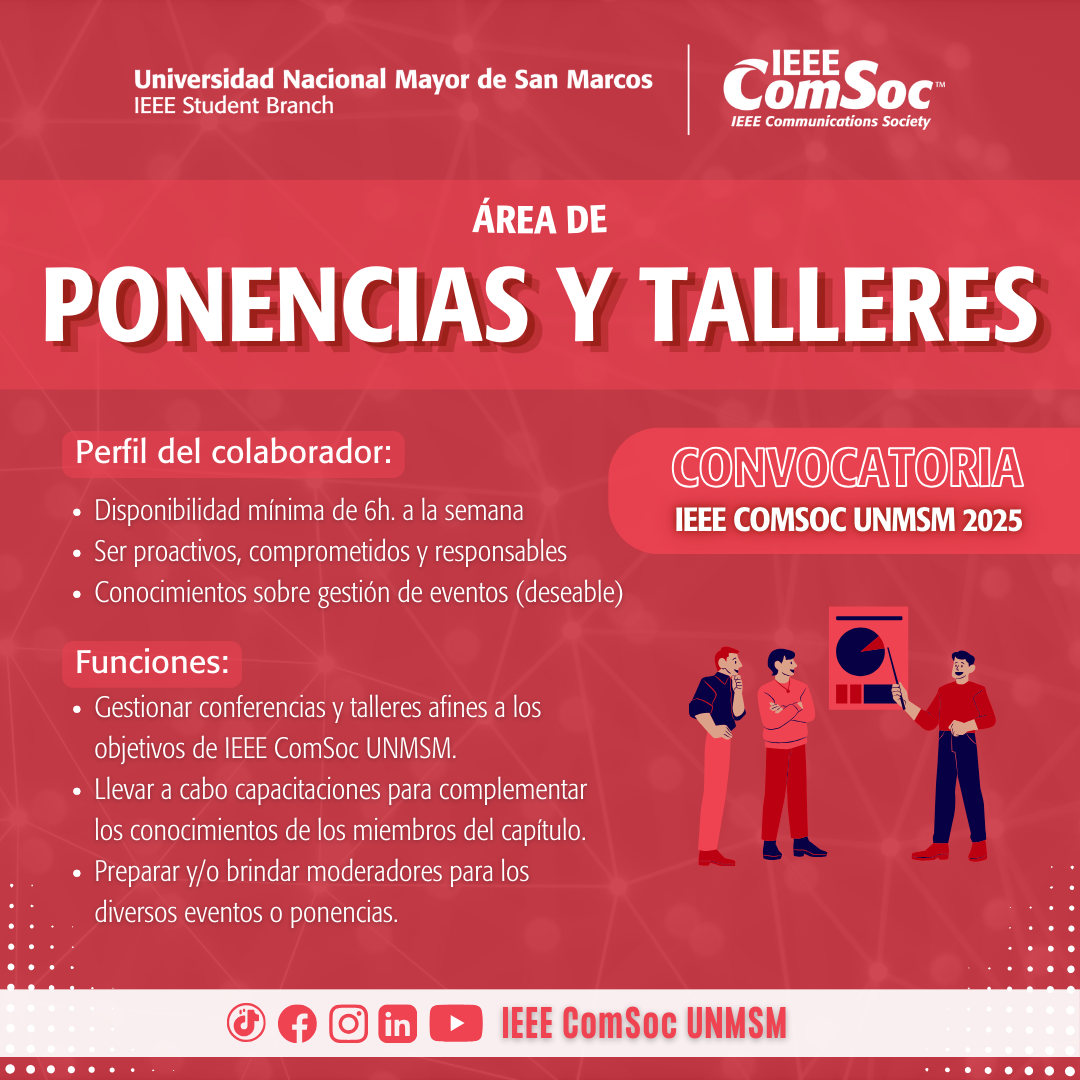 Universidad Nacional Mayor de San Marcos
IEEE Student Branch
IEEE
ComSoc™
IEEE Communications Society
ÁREA DE
PONENCIAS Y TALLERES
Perfil del colaborador:
• Disponibilidad mínima de 6h. a la semana
• Ser proactivos, comprometidos y responsables
• Conocimientos sobre gestión de eventos (deseable)
CONVOCATORIA
IEEE COMSOC UNMSM 2025
Funciones:
• Gestionar conferencias y talleres afines a los
objetivos de IEEE ComSoc UNMSM.
• Llevar a cabo capacitaciones para complementar
los conocimientos de los miembros del capítulo.
• Preparar y/o brindar moderadores para los
diversos eventos o ponencias.
in
IEEE ComSoc UNMSM